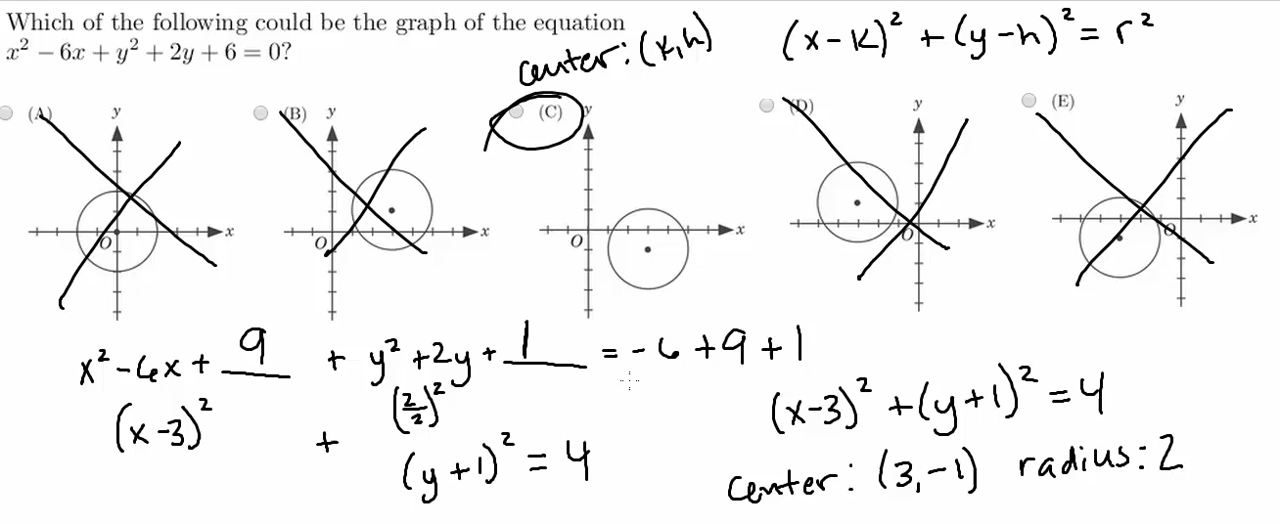 Which of the following could be the graph of the equation
x² − 6x + y² + 2y + 6 = 0?
center: (k,h)
(x-k)² + (y-h)² = r²
(A)
y
x
O
(B)
y
x
O
(C)
y
x
O
(D)
y
x
O
(E)
y
x
O
x² - 6x + 9 + y² + 2y + 1 = -6 + 9 + 1
(2/2)²
(x-3)² + (y+1)² = 4
(x-3)² + (y+1)² = 4
center: (3,-1) radius: 2